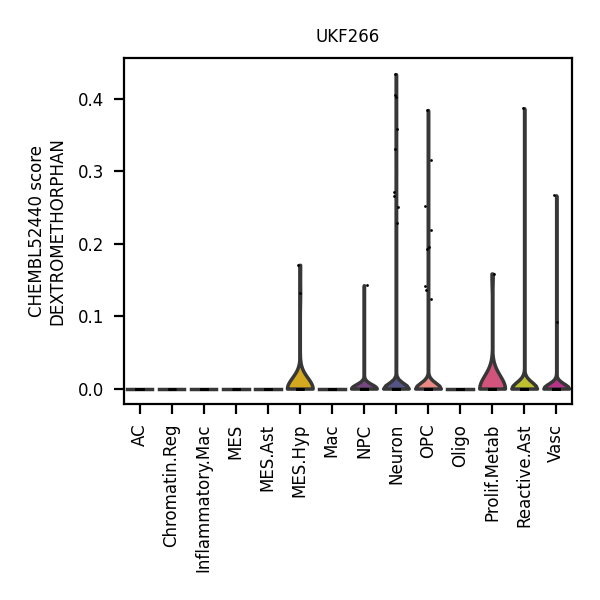 UKF266
CHEMBL52440 score
DEXTROMETHORPHAN
0.4
0.3
0.2
0.1
0.0
AC
Chromatin.Reg
Inflammatory.Mac
MES
MES.Ast
MES.Hyp
Mac
NPC
Neuron
OPC
Oligo
Prolif.Metab
Reactive.Ast
Vasc